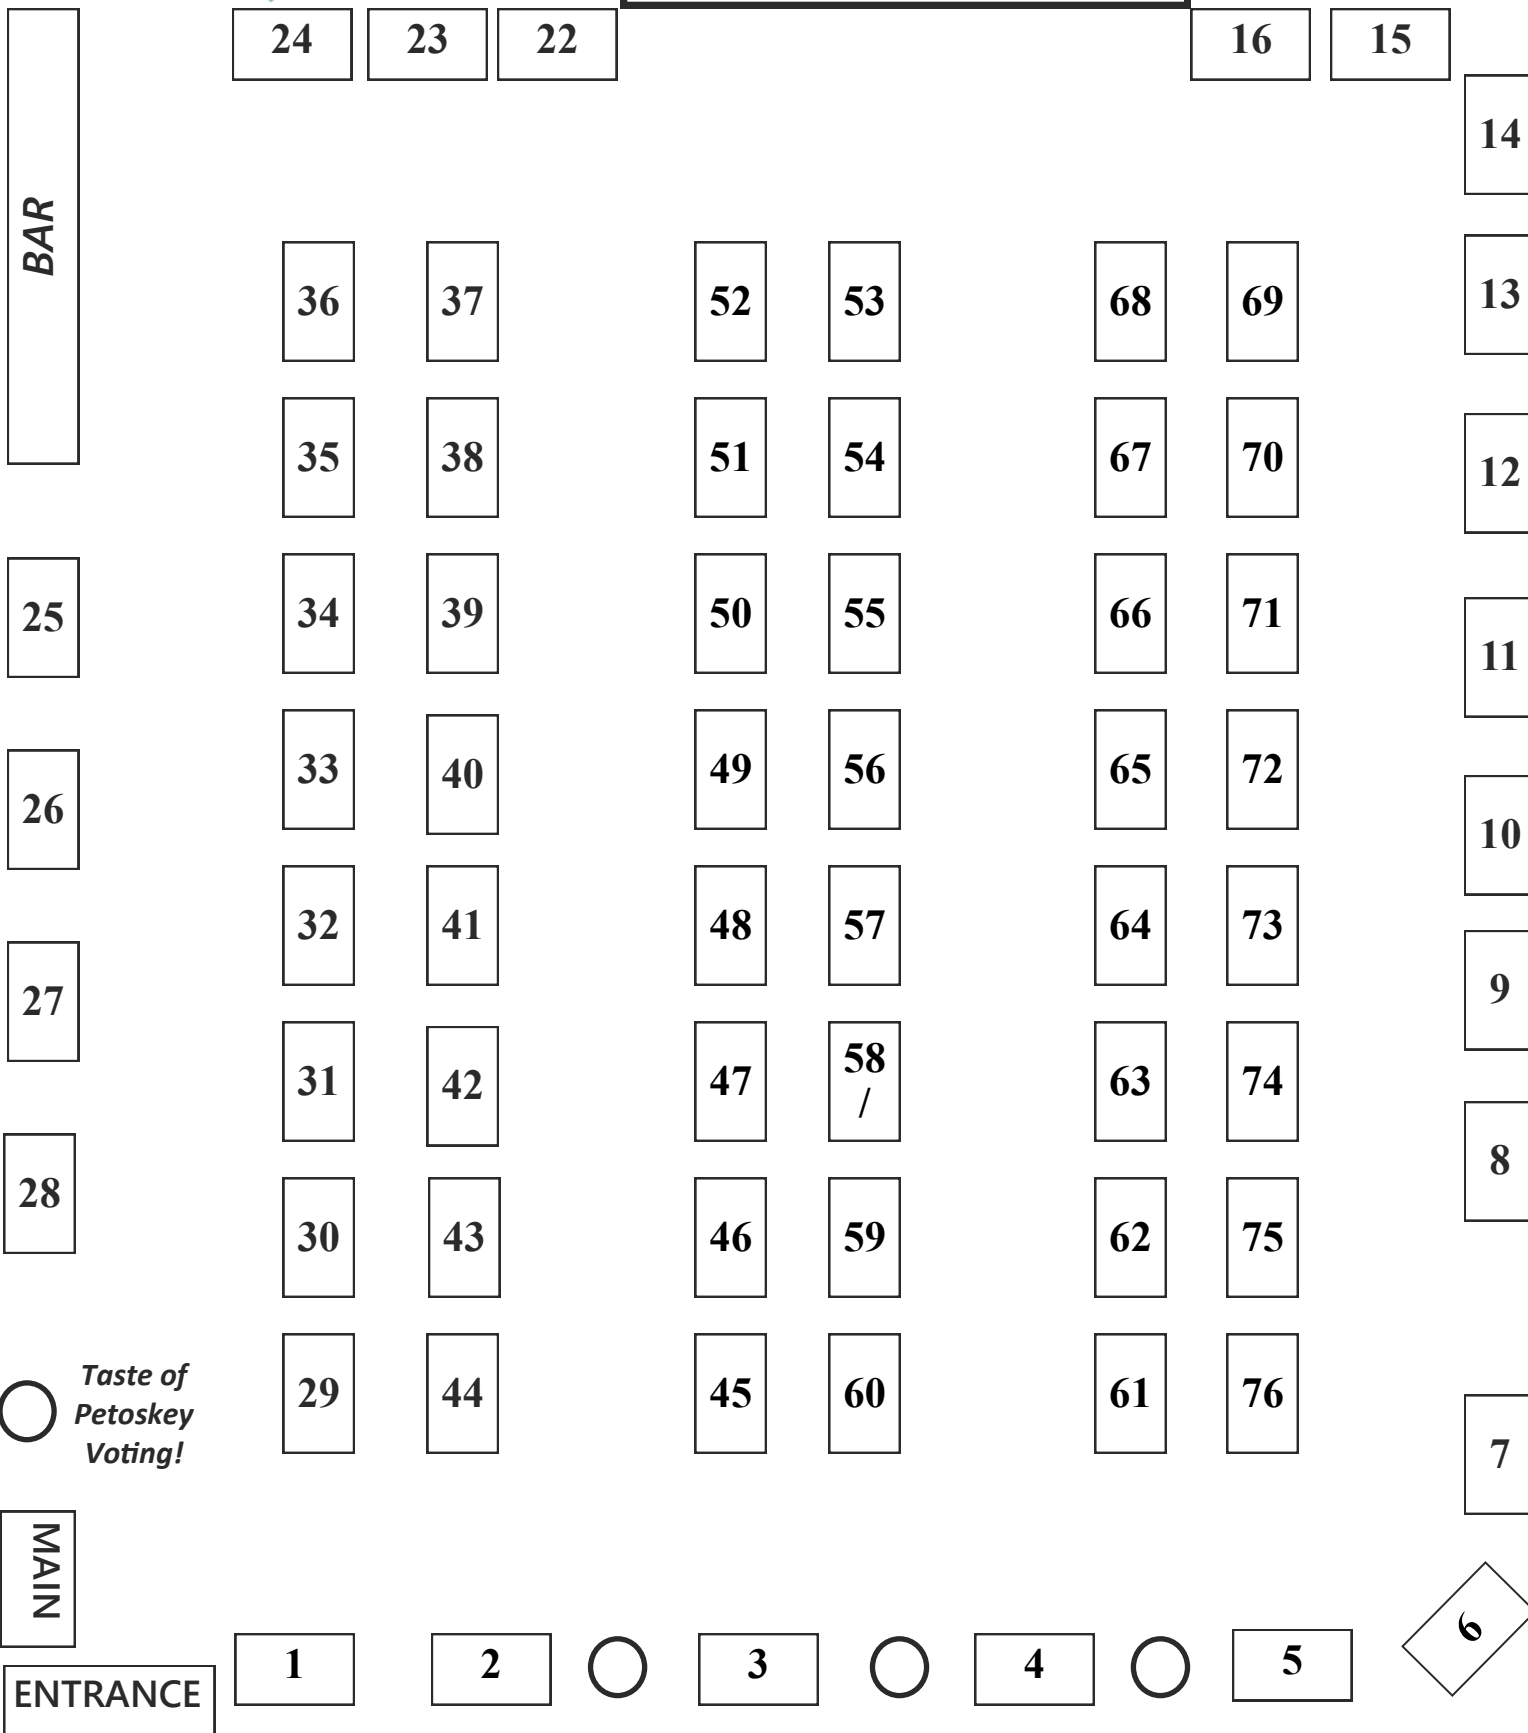 24 23 22 16 15
14
BAR
36 37 52 53 68 69 13
35 38 51 54 67 70 12
25 34 39 50 55 66 71 11
26 33 40 49 56 65 72 10
27 32 41 48 57 64 73 9
31 42 47 58 63 74
/
28 30 43 46 59 62 75 8
Taste of
Petoskey
Voting!
29 44 45 60 61 76 7
MAIN
ENTRANCE
1 2 3 4 5 6